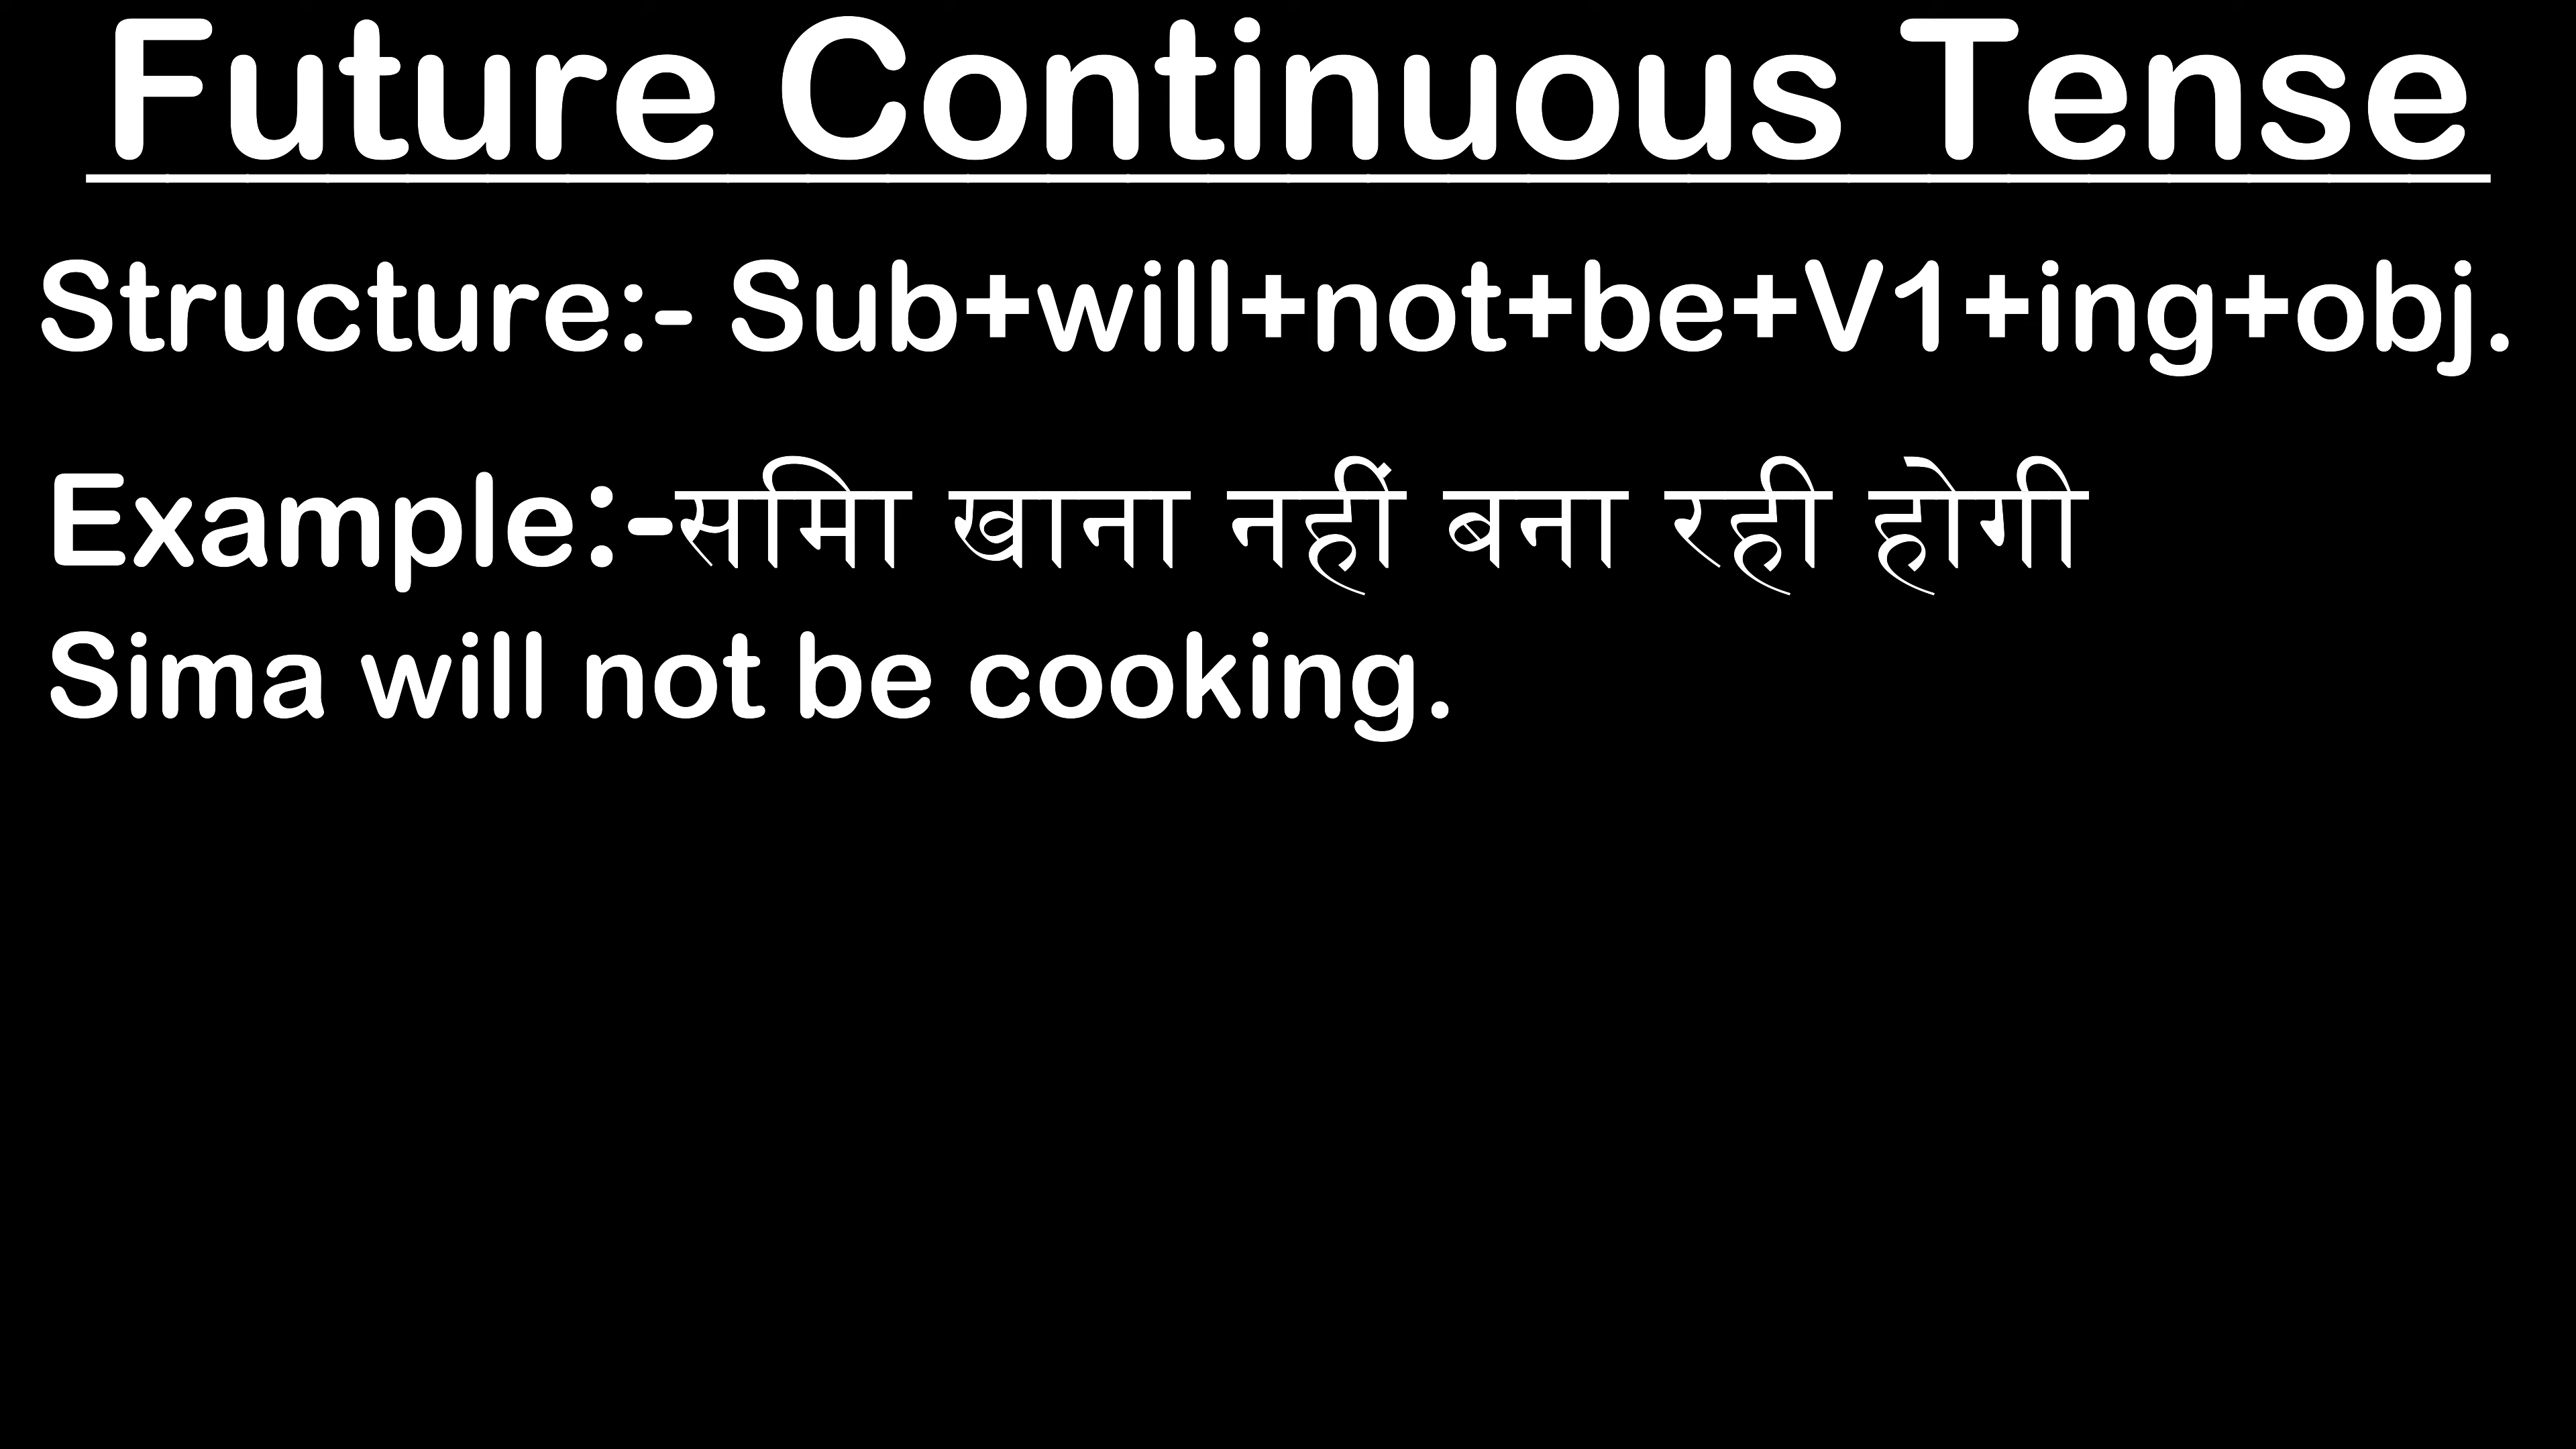 Future Continuous Tense
Structure:- Sub+will+not+be+V1+ing+obj.
Example:-समिा खाना नहीं बना रही होगी
Sima will not be cooking.